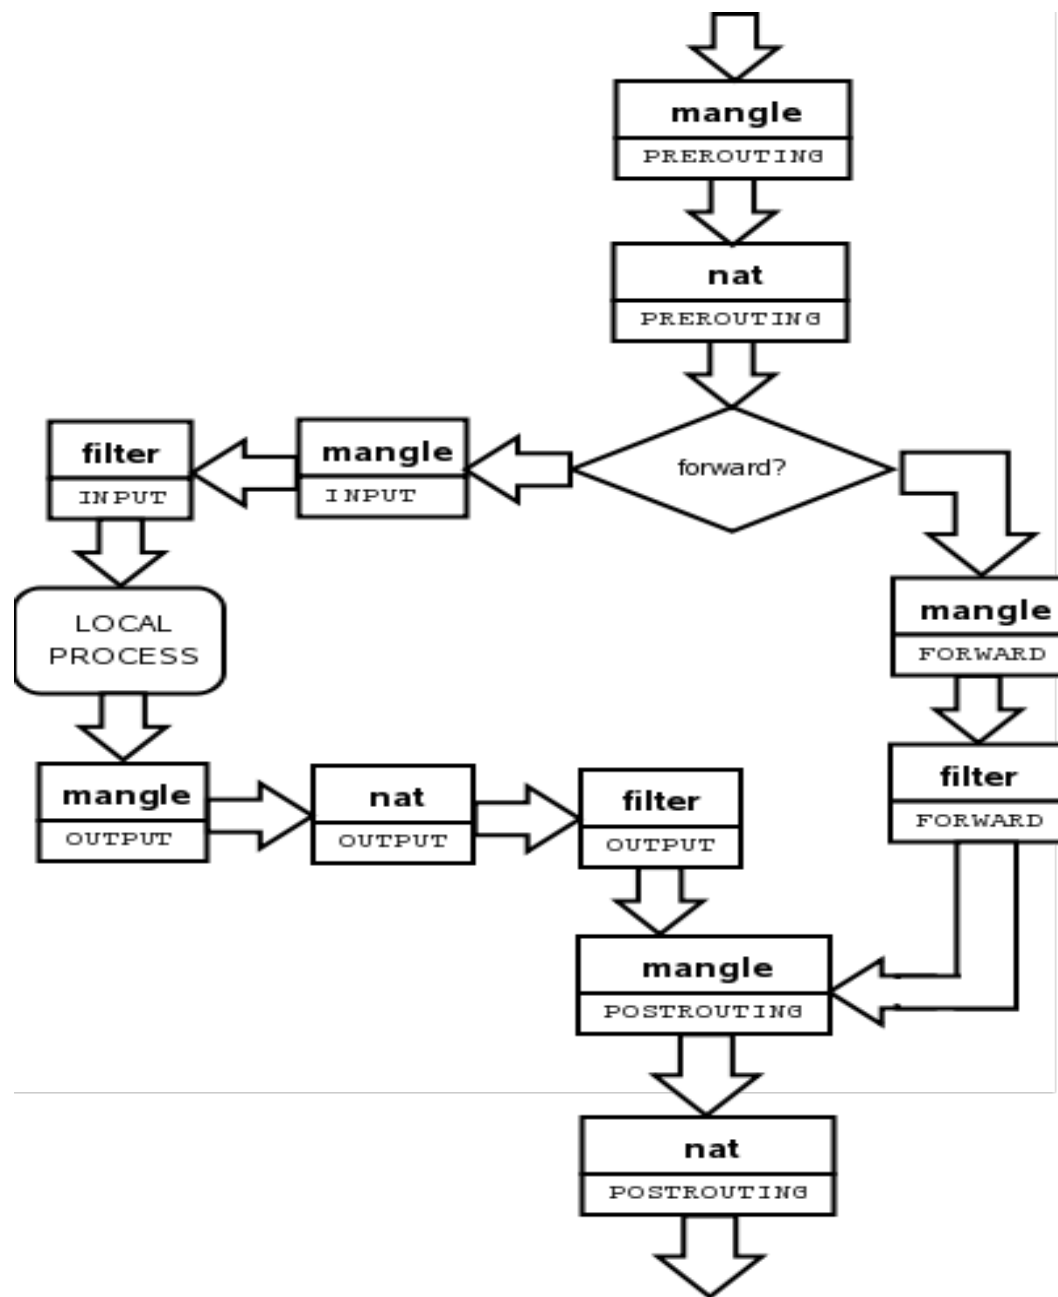 mangle
PREROUTING
nat
PREROUTING
forward?
mangle
INPUT
filter
INPUT
LOCAL
PROCESS
mangle
OUTPUT
nat
OUTPUT
filter
OUTPUT
mangle
FORWARD
filter
FORWARD
mangle
POSTROUTING
nat
POSTROUTING